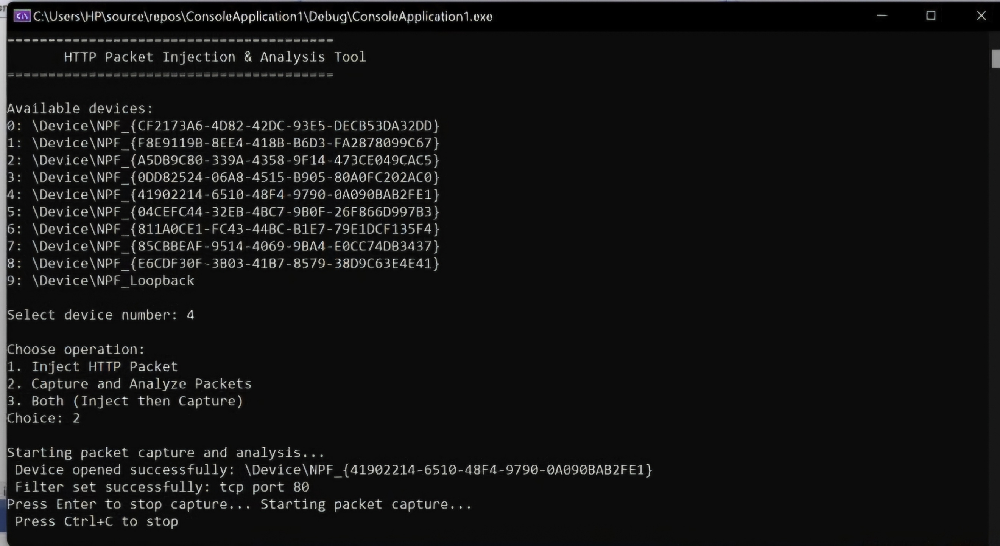 C:\Users\HP\source\repos\ConsoleApplication1\Debug\ConsoleApplication1.exe
========================================
HTTP Packet Injection & Analysis Tool
========================================
Available devices:
0: \Device\NPF_{CF2173A6-4D82-42DC-93E5-DECB53DA32DD}
1: \Device\NPF_{F8E9119B-8EE4-418B-B6D3-FA2878099C67}
2: \Device\NPF_{A5DB9C80-339A-4358-9F14-473CE049CAC5}
3: \Device\NPF_{0DD82524-06A8-4515-B905-80A0FC202AC0}
4: \Device\NPF_{41902214-6510-48F4-9790-0A090BAB2FE1}
5: \Device\NPF_{04CEFC44-32EB-4BC7-9B0F-26F866D997B3}
6: \Device\NPF_{811A0CE1-FC43-44BC-B1E7-79E1DCF135F4}
7: \Device\NPF_{85CBBEAF-9514-4069-9BA4-E0CC74DB3437}
8: \Device\NPF_{E6CDF30F-3B03-41B7-8579-38D9C63E4E41}
9: \Device\NPF_Loopback
Select device number: 4
Choose operation:
1. Inject HTTP Packet
2. Capture and Analyze Packets
3. Both (Inject then Capture)
Choice: 2
Starting packet capture and analysis...
Device opened successfully: \Device\NPF_{41902214-6510-48F4-9790-0A090BAB2FE1}
Filter set successfully: tcp port 80
Press Enter to stop capture... Starting packet capture...
Press Ctrl+C to stop